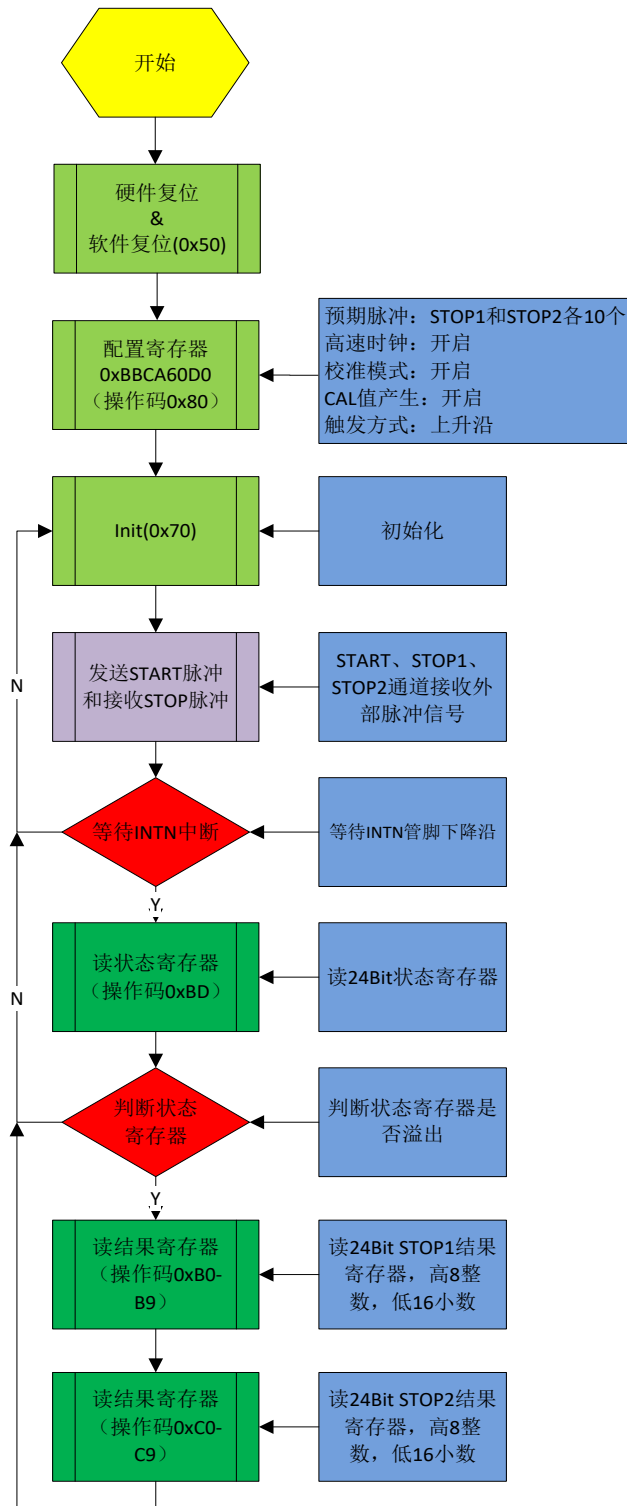 开始
硬件复位
&
软件复位(0x50)
配置寄存器
0xBBCA60D0
（操作码0x80）
预期脉冲：STOP1和STOP2各10个
高速时钟：开启
校准模式：开启
CAL值产生：开启
触发方式：上升沿
Init(0x70)
初始化
发送START脉冲
和接收STOP脉冲
START、STOP1、
STOP2通道接收外
部脉冲信号
N
等待INTN中断
等待INTN管脚下降沿
Y
读状态寄存器
（操作码0xBD）
读24Bit状态寄存器
N
判断状态
寄存器
判断状态寄存器是
否溢出
Y
读结果寄存器
（操作码0xB0-
B9）
读24Bit STOP1结果
寄存器，高8整
数，低16小数
读结果寄存器
（操作码0xC0-
C9）
读24Bit STOP2结果
寄存器，高8整
数，低16小数